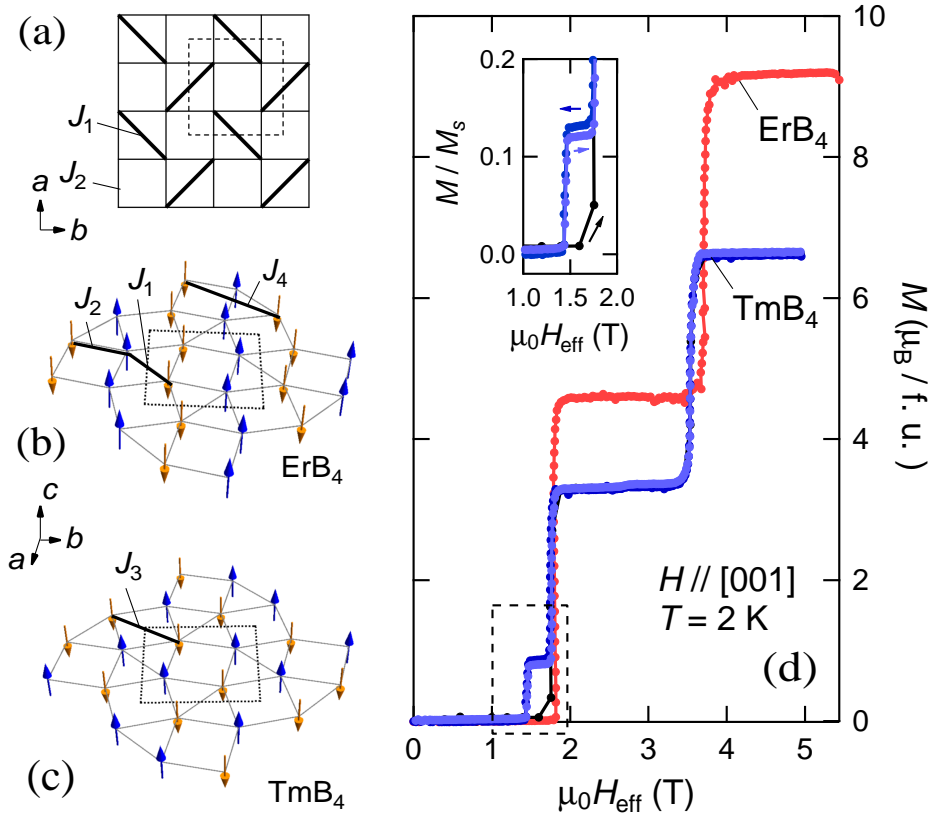 (a)
J1
J2
a
b
J2
J1
J4
(b)
ErB4
c
a
b
J3
(c)
TmB4
M / Ms
0.2
0.1
0.0
1.0
1.5
2.0
μ0Heff (T)
ErB4
TmB4
H // [001]
T = 2 K
(d)
10
8
6
4
2
0
M (μB / f. u. )
0
1
2
3
4
5
μ0Heff (T)